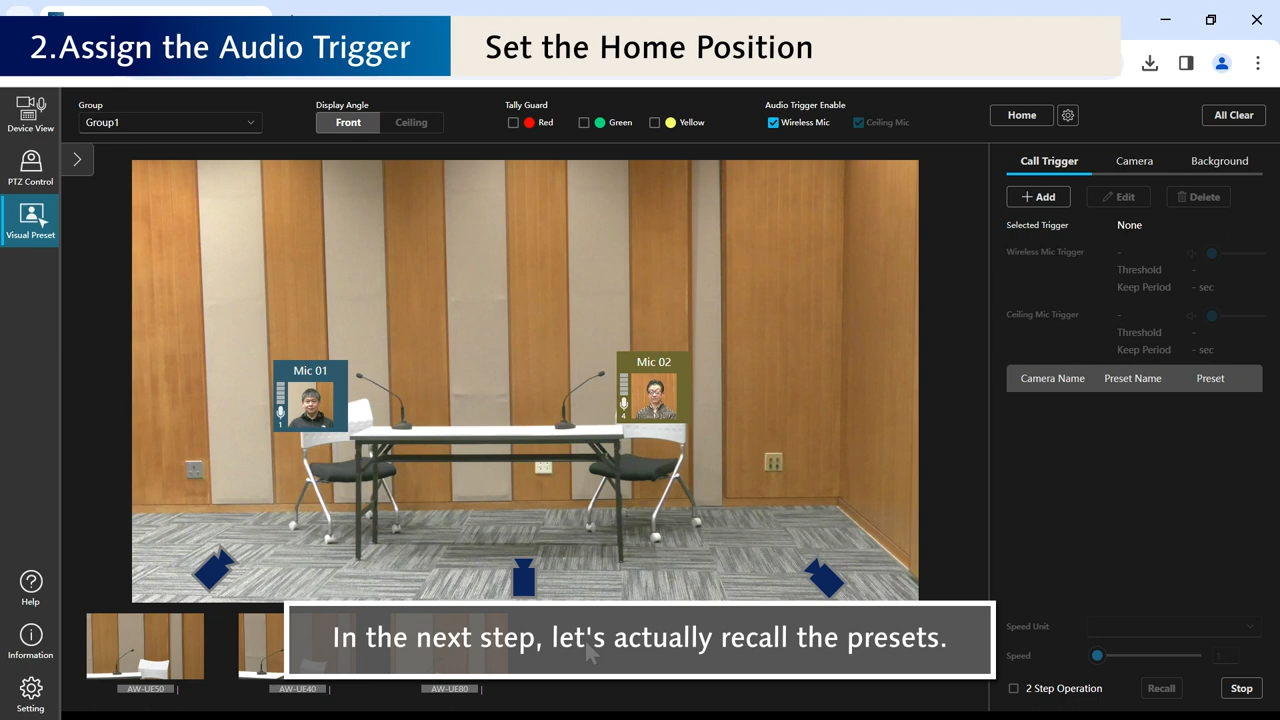 2.Assign the Audio Trigger
Set the Home Position
Group
Group1
Display Angle
Front
Ceiling
Tally Guard
Red
Green
Yellow
Audio Trigger Enable
Wireless Mic
Ceiling Mic
Home
All Clear
Device View
PTZ Control
Visual Preset
Help
Information
Setting
Mic 01
1
Mic 02
4
Call Trigger
Camera
Background
Add
Edit
Delete
Selected Trigger
None
Wireless Mic Trigger
-
Threshold
-
Keep Period
- sec
Ceiling Mic Trigger
-
Threshold
-
Keep Period
- sec
Camera Name
Preset Name
Preset
In the next step, let's actually recall the presets.
AW-UE50
AW-UE40
AW-UE80
Speed Unit
Speed
1
2 Step Operation
Recall
Stop